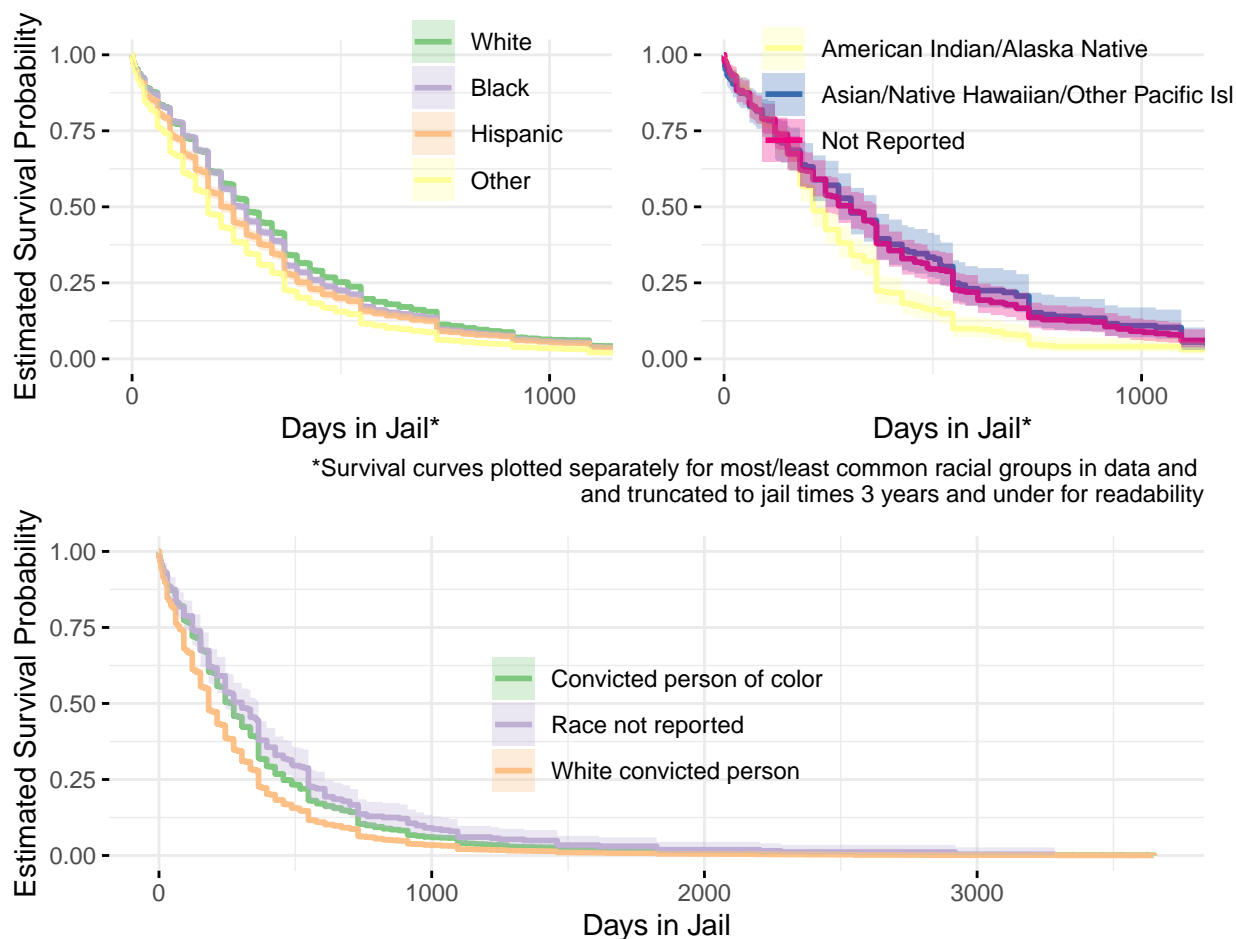 Estimated Survival Probability
1.00
0.75
0.50
0.25
0.00
0
1000
Days in Jail*
White
Black
Hispanic
Other
1.00
0.75
0.50
0.25
0.00
0
1000
Days in Jail*
American Indian/Alaska Native
Asian/Native Hawaiian/Other Pacific Isl
Not Reported
*Survival curves plotted separately for most/least common racial groups in data and
and truncated to jail times 3 years and under for readability
Estimated Survival Probability
1.00
0.75
0.50
0.25
0.00
0
1000
2000
3000
Days in Jail
Convicted person of color
Race not reported
White convicted person